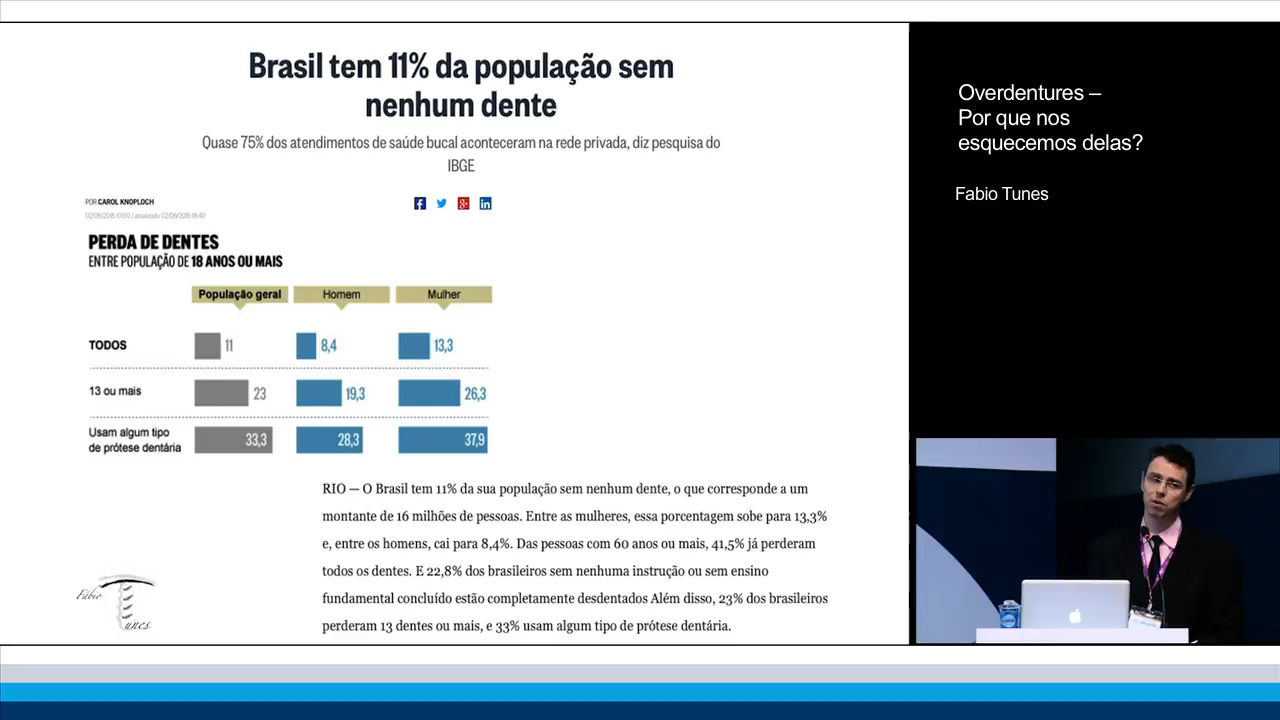 Brasil tem 11% da população sem
nenhum dente
Quase 75% dos atendimentos de saúde bucal aconteceram na rede privada, diz pesquisa do
IBGE
POR CAROL KNOPLOCH
02/06/2015 10:00 / atualizado 02/06/2015 18:40
PERDA DE DENTES
ENTRE POPULAÇÃO DE 18 ANOS OU MAIS
População geral Homem Mulher
TODOS 11 8,4 13,3
13 ou mais 23 19,3 26,3
Usam algum tipo
de prótese dentária 33,3 28,3 37,9
RIO — O Brasil tem 11% da sua população sem nenhum dente, o que corresponde a um
montante de 16 milhões de pessoas. Entre as mulheres, essa porcentagem sobe para 13,3%
e, entre os homens, cai para 8,4%. Das pessoas com 60 anos ou mais, 41,5% já perderam
todos os dentes. E 22,8% dos brasileiros sem nenhuma instrução ou sem ensino
fundamental concluído estão completamente desdentados Além disso, 23% dos brasileiros
perderam 13 dentes ou mais, e 33% usam algum tipo de prótese dentária.
Fábio
Tunes
Overdentures –
Por que nos
esquecemos delas?
Fabio Tunes